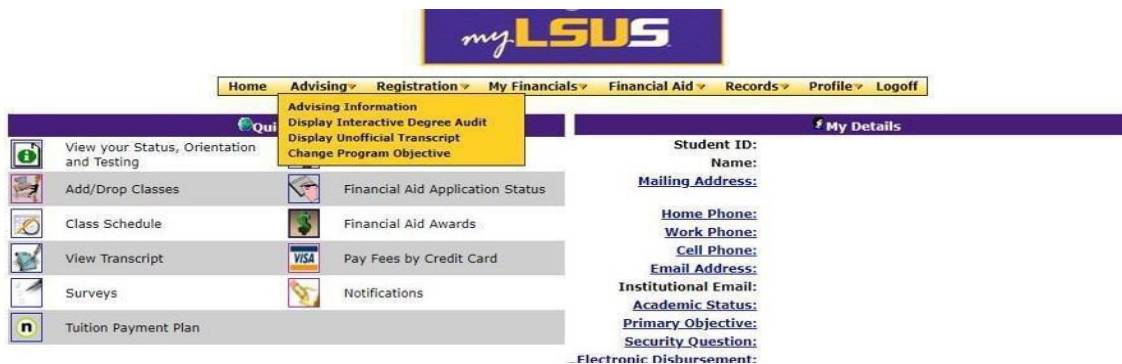 my LSUS
Home Advising Registration My Financials Financial Aid Records Profile Logoff
Advising Information
Display Interactive Degree Audit
Display Unofficial Transcript
Change Program Objective
View your Status, Orientation
and Testing
Add/Drop Classes
Financial Aid Application Status
Class Schedule
Financial Aid Awards
View Transcript
VISA
Pay Fees by Credit Card
Surveys
Notifications
n
Tuition Payment Plan
My Details
Student ID:
Name:
Mailing Address:
Home Phone:
Work Phone:
Cell Phone:
Email Address:
Institutional Email:
Academic Status:
Primary Objective:
Security Question:
Electronic Disbursement: